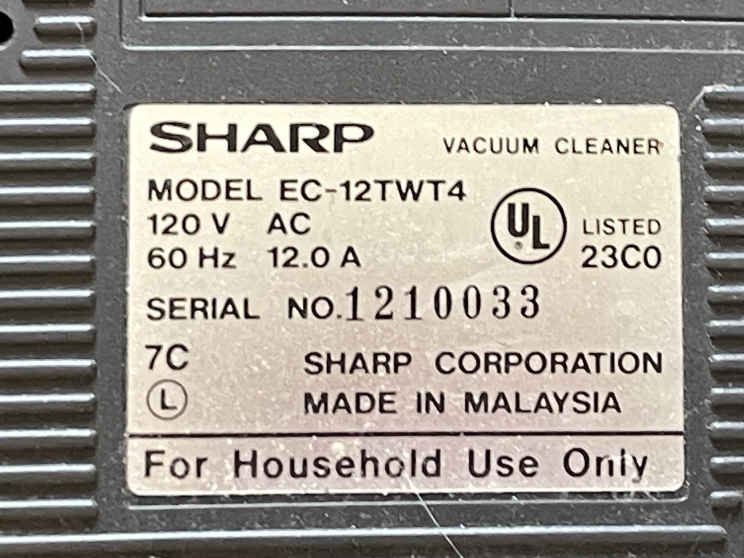 SHARP VACUUM CLEANER
MODEL EC-12TWT4
120 V AC
60 Hz 12.0 A
UL
®
LISTED
23C0
SERIAL NO.1210033
7C SHARP CORPORATION
L MADE IN MALAYSIA
For Household Use Only